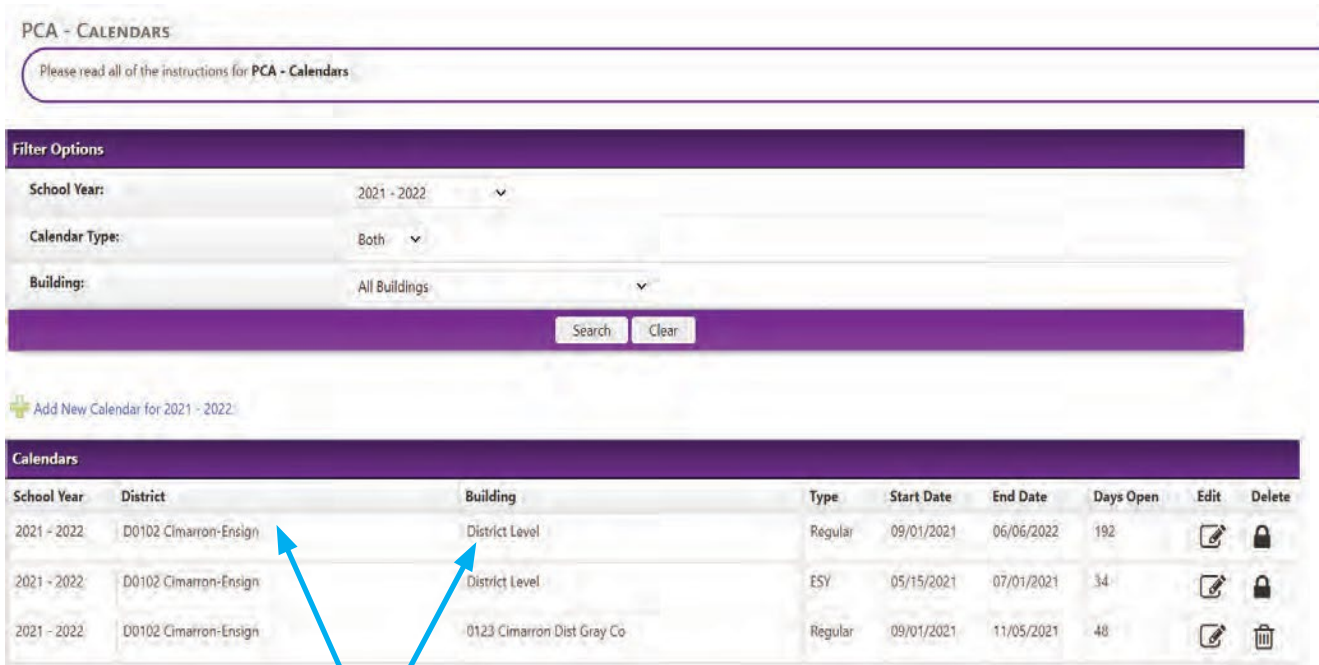 PCA - CALENDARS
Please read all of the instructions for PCA - Calendars
Filter Options
School Year: 2021 - 2022
Calendar Type: Both
Building: All Buildings
Search Clear
Add New Calendar for 2021 - 2022
Calendars
School Year District Building Type Start Date End Date Days Open Edit Delete
2021 - 2022 D0102 Cimarron-Ensign District Level Regular 09/01/2021 06/06/2022 192
2021 - 2022 D0102 Cimarron-Ensign District Level ESY 05/15/2021 07/01/2021 34
2021 - 2022 D0102 Cimarron-Ensign 0123 Cimarron Dist Gray Co Regular 09/01/2021 11/05/2021 48